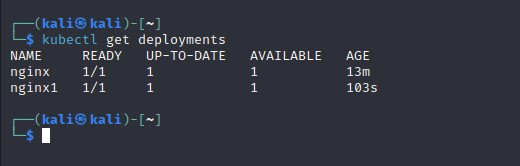 ┌──(kali㉿kali)-[~]
└─$ kubectl get deployments
NAME     READY   UP-TO-DATE   AVAILABLE   AGE
nginx    1/1     1            1           13m
nginx1   1/1     1            1           103s
┌──(kali㉿kali)-[~]
└─$